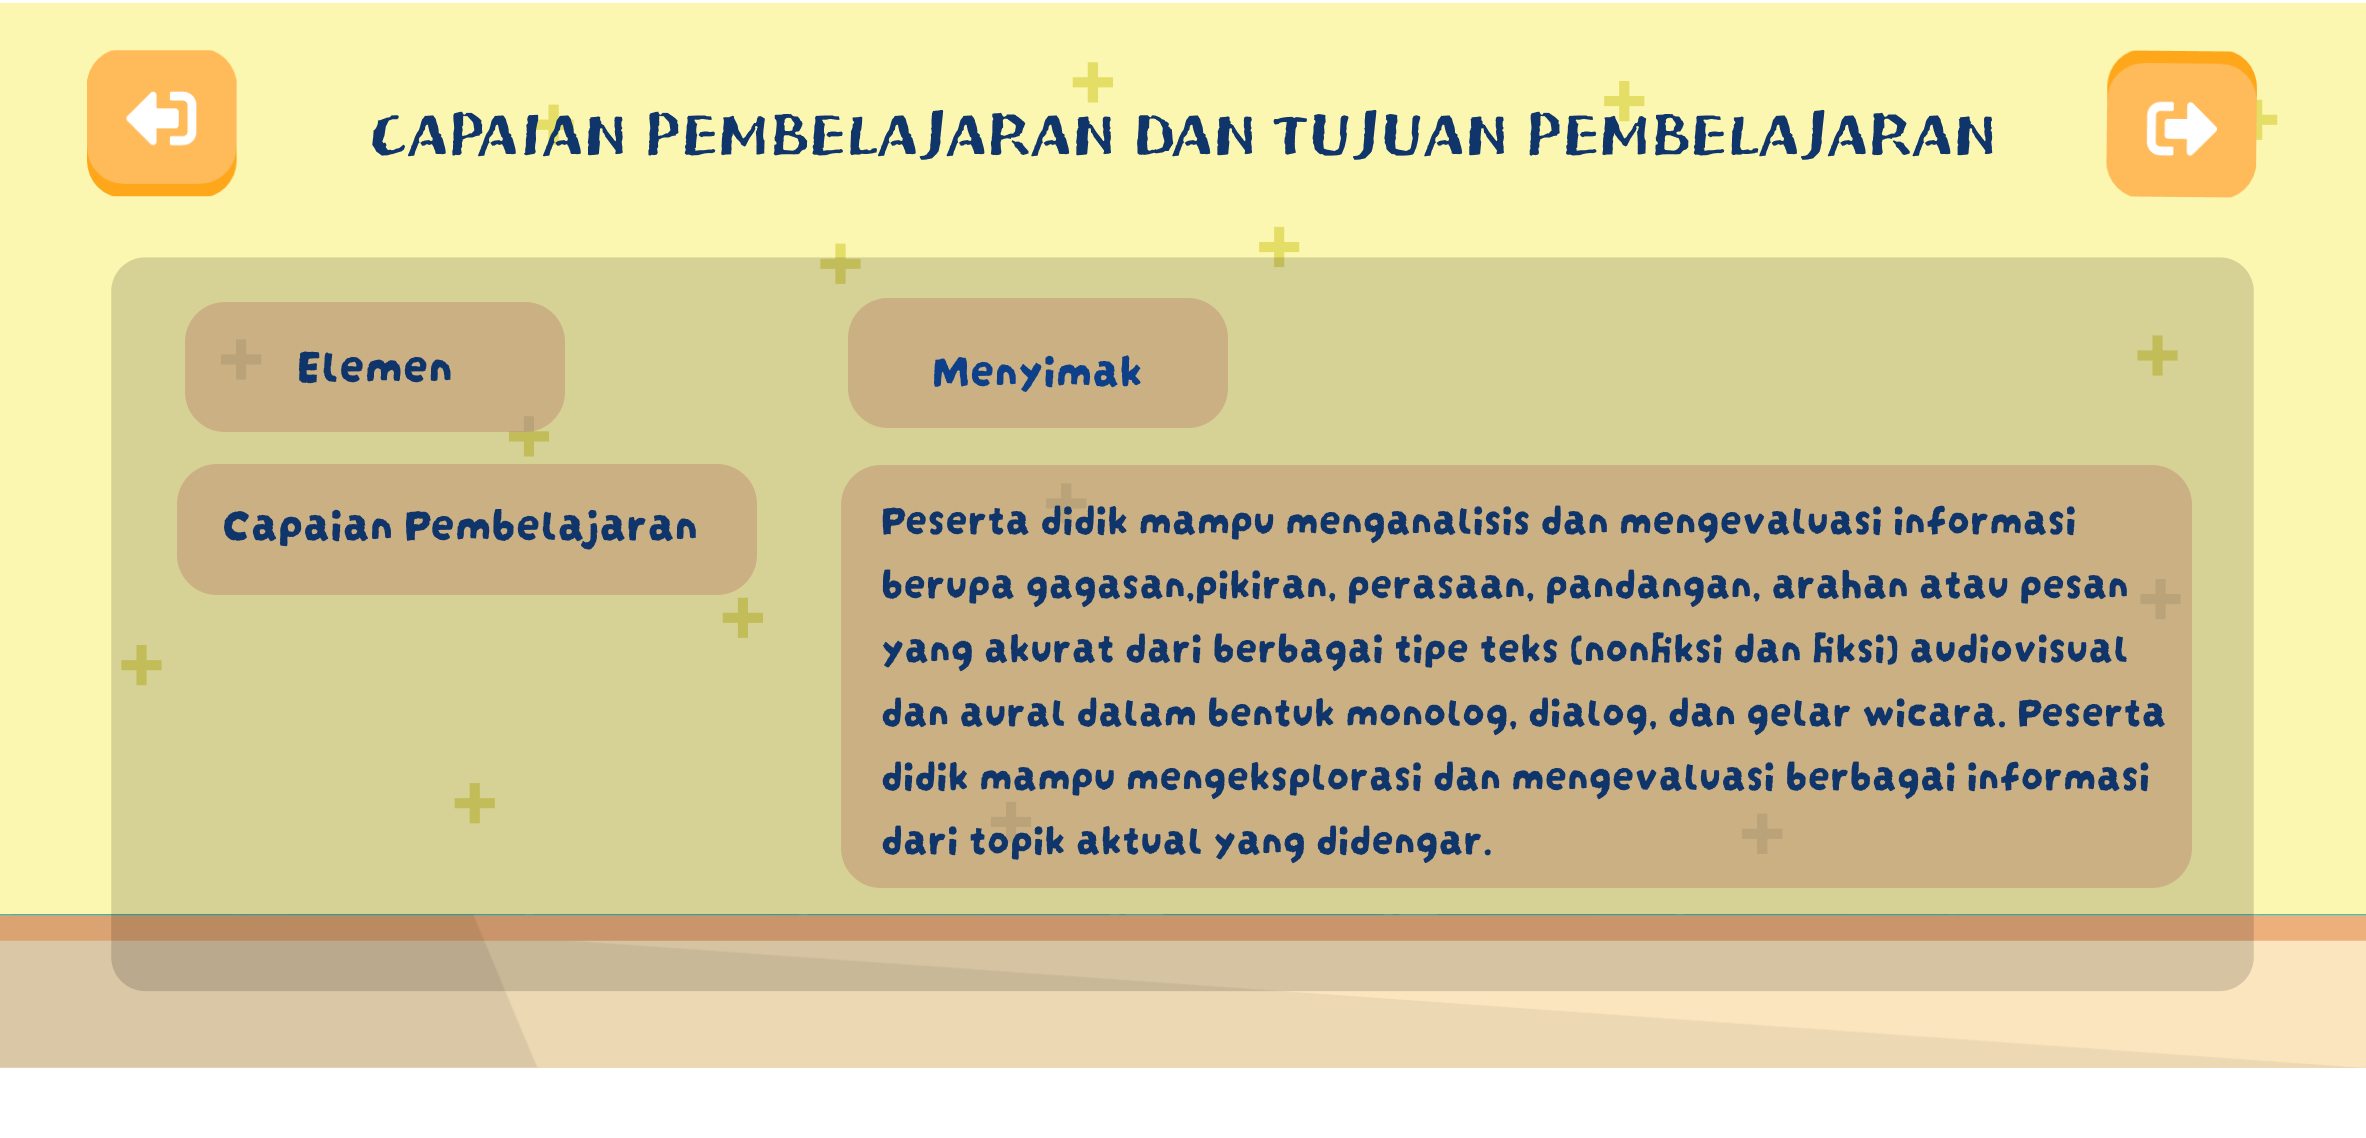 CAPAIAN PEMBELAJARAN DAN TUJUAN PEMBELAJARAN
Elemen
Menyimak
Capaian Pembelajaran
Peserta didik mampu menganalisis dan mengevaluasi informasi
berupa gagasan,pikiran, perasaan, pandangan, arahan atau pesan
yang akurat dari berbagai tipe teks (nonfiksi dan fiksi) audiovisual
dan aural dalam bentuk monolog, dialog, dan gelar wicara. Peserta
didik mampu mengeksplorasi dan mengevaluasi berbagai informasi
dari topik aktual yang didengar.